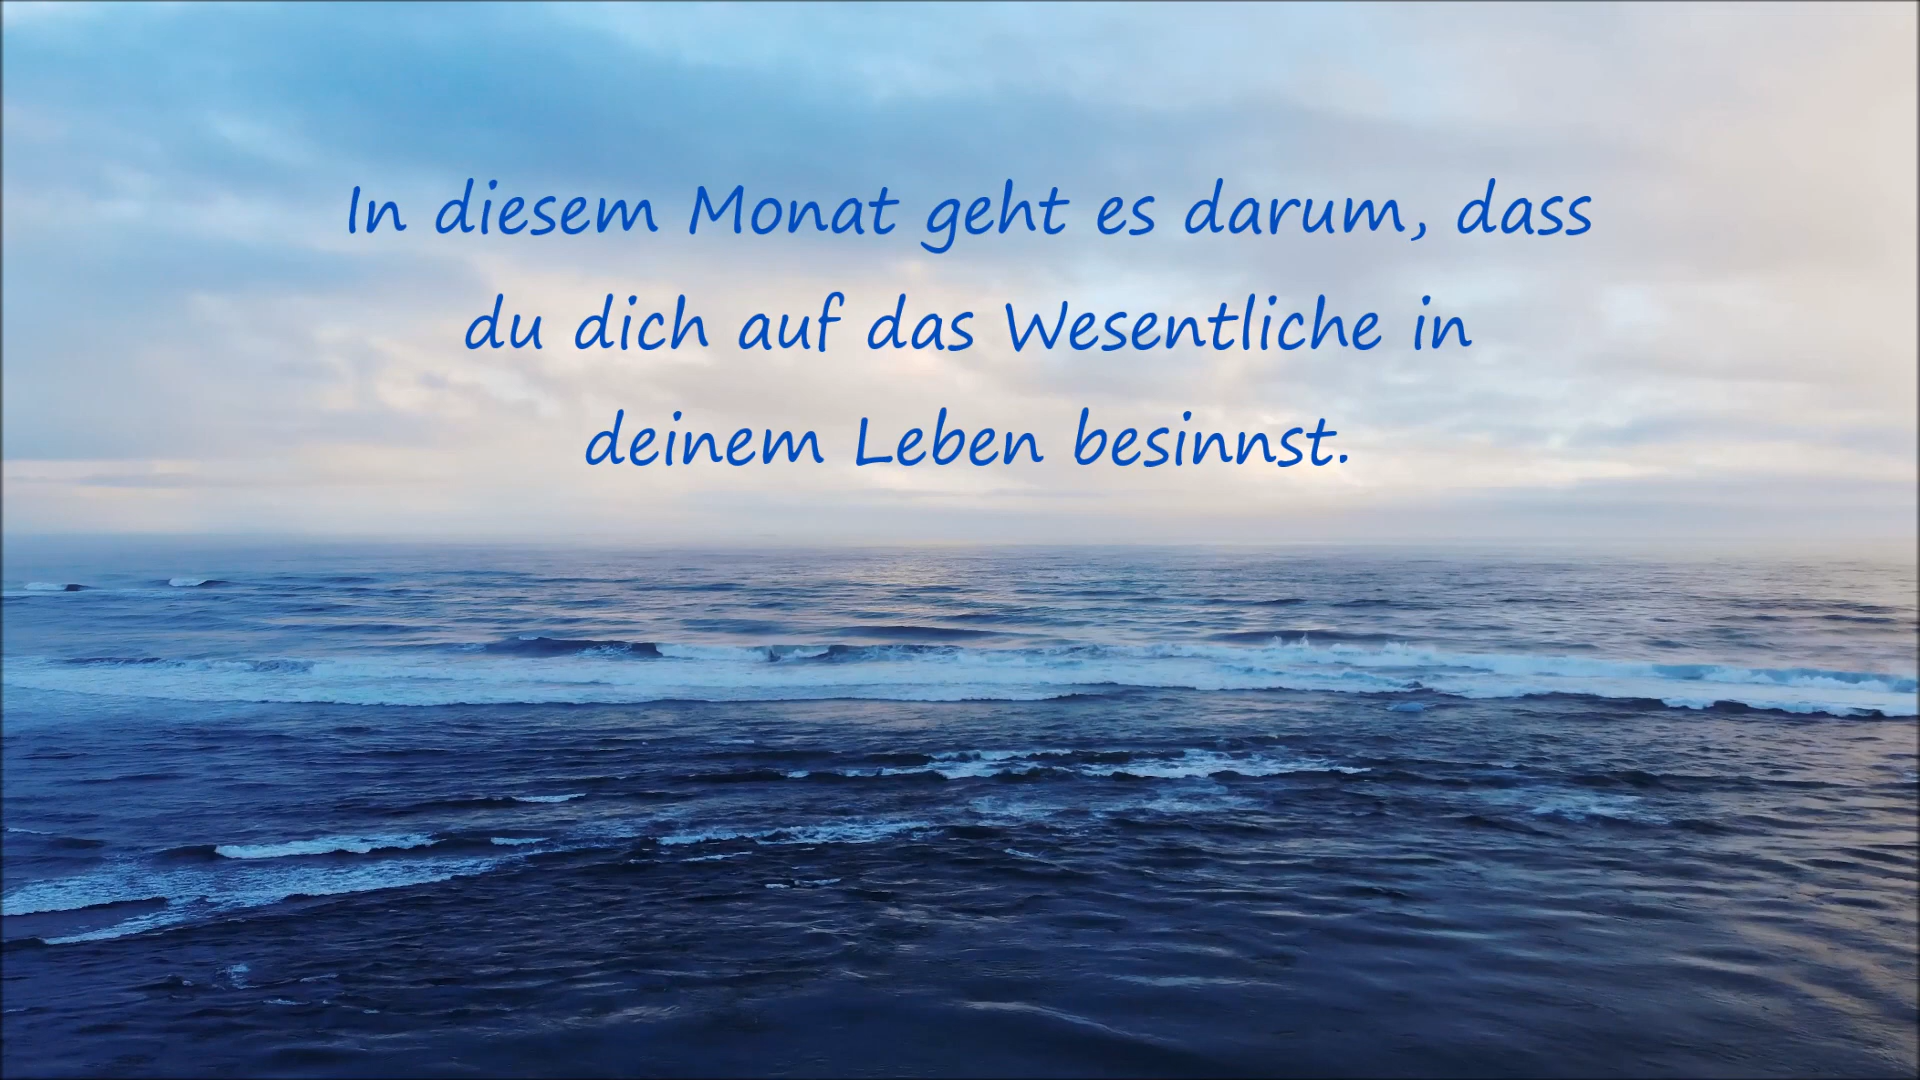 In diesem Monat geht es darum, dass
du dich auf das Wesentliche in
deinem Leben besinnst.